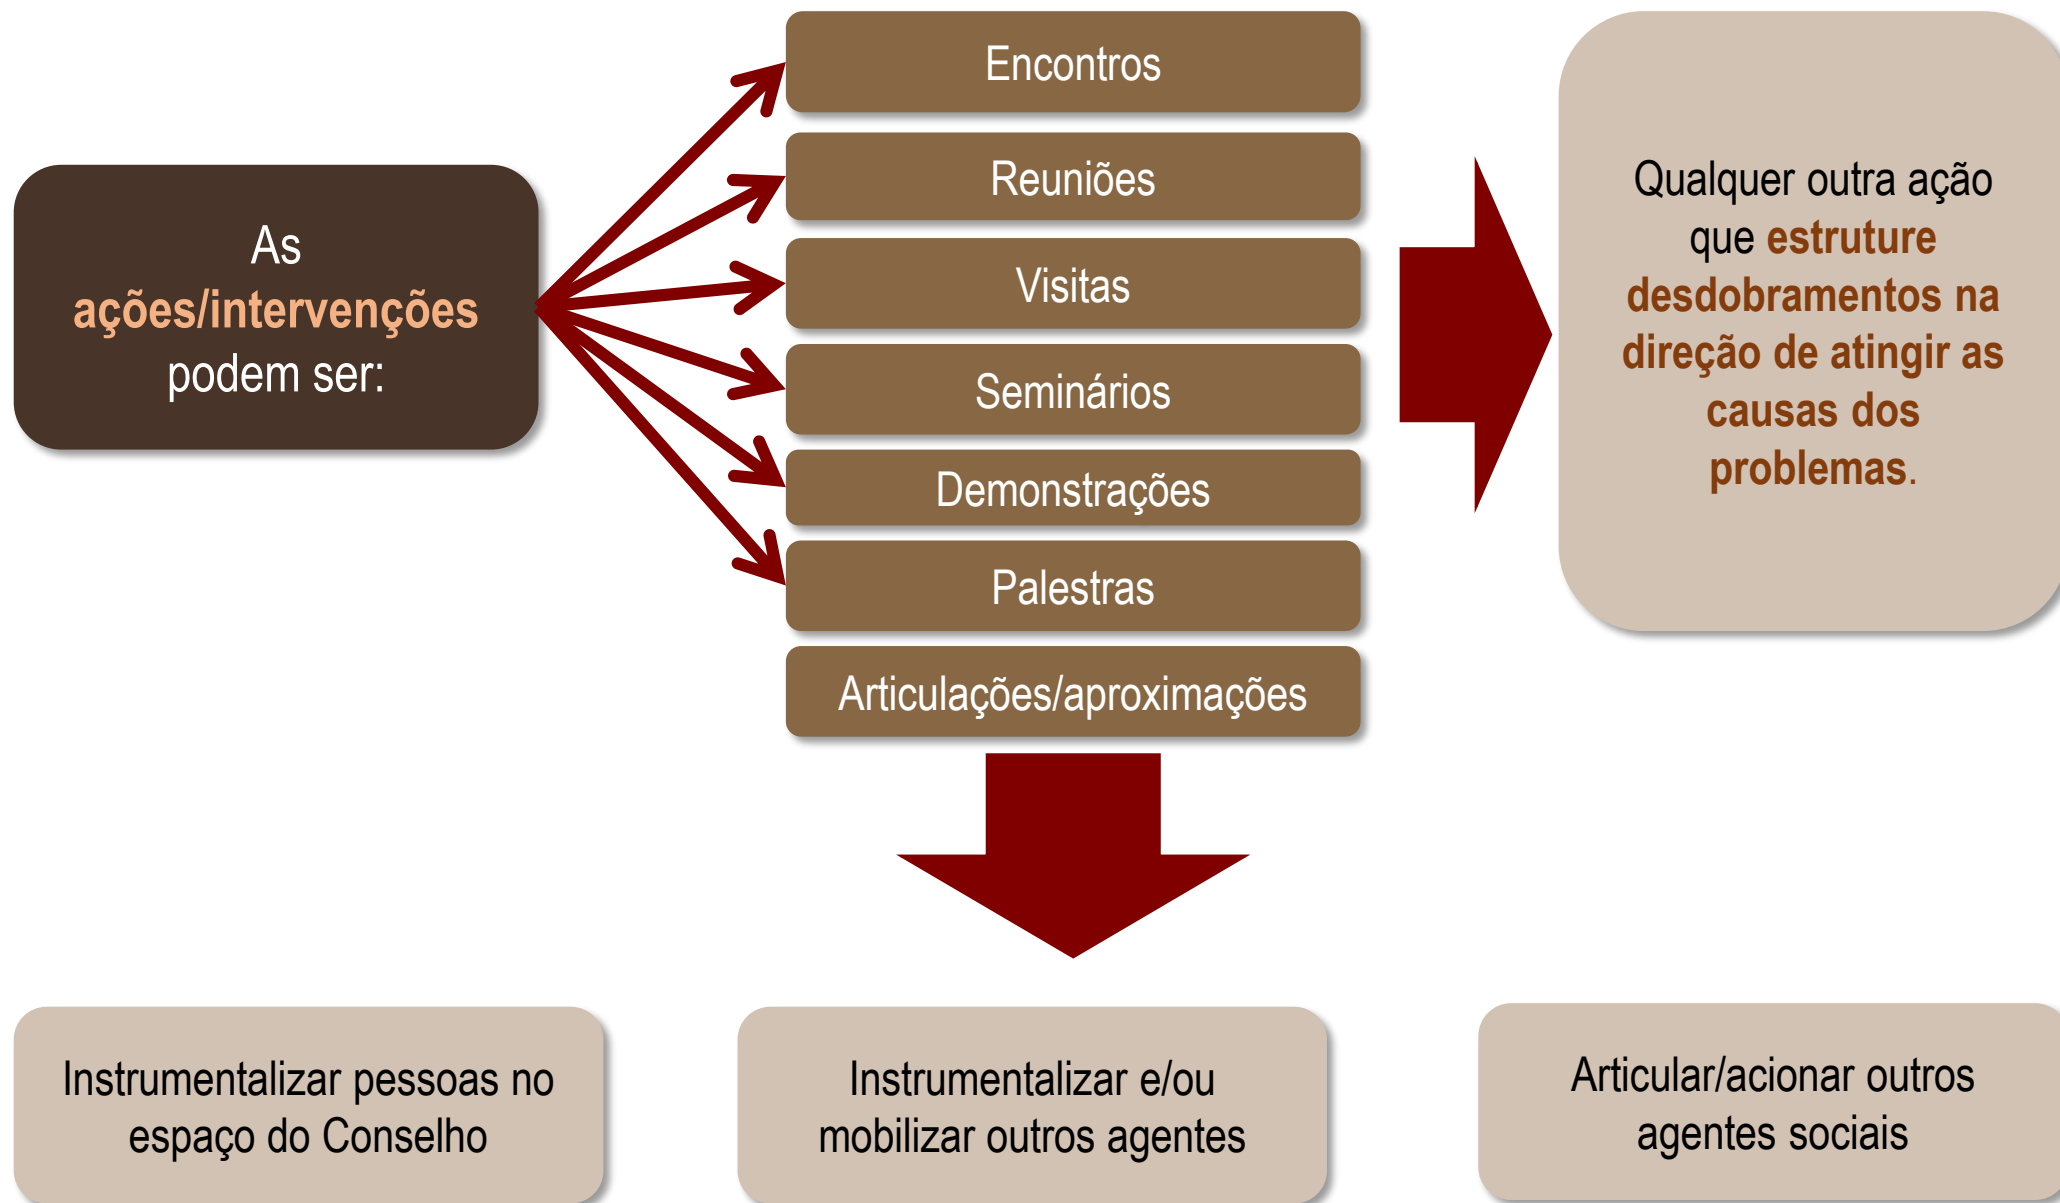 As
ações/intervenções
podem ser:
Encontros
Reuniões
Visitas
Seminários
Demonstrações
Palestras
Articulações/aproximações
Qualquer outra ação
que estruture
desdobramentos na
direção de atingir as
causas dos
problemas.
Instrumentalizar pessoas no
espaço do Conselho
Instrumentalizar e/ou
mobilizar outros agentes
Articular/acionar outros
agentes sociais